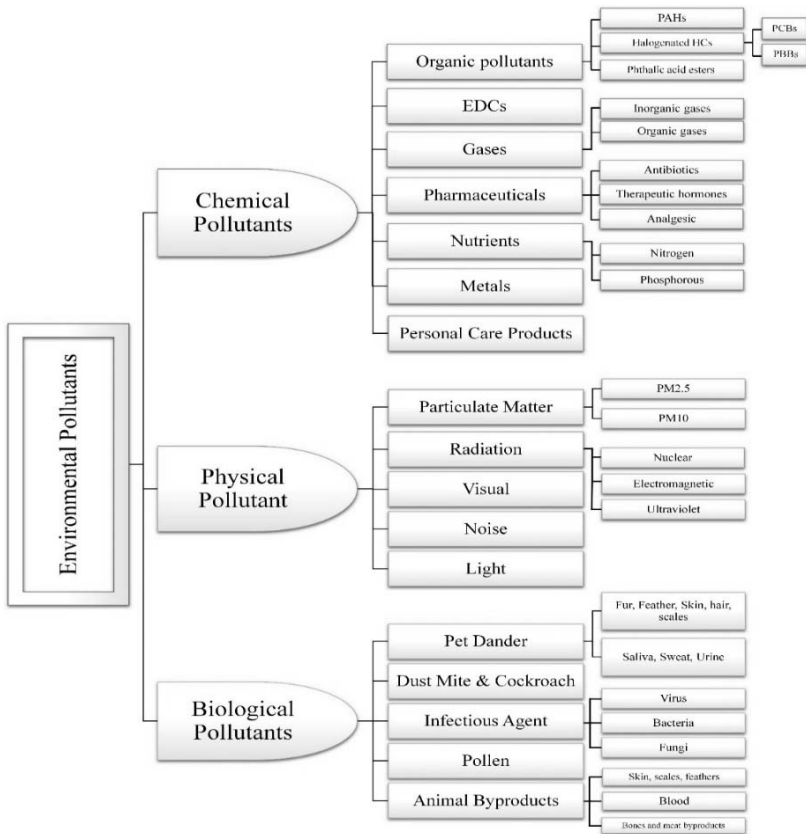 Environmental Pollutants
Chemical
Pollutants
Organic pollutants
PAHs
Halogenated HCs
PCBs
PBBs
Phthalic acid esters
EDCs
Gases
Inorganic gases
Organic gases
Pharmaceuticals
Antibiotics
Therapeutic hormones
Analgesic
Nutrients
Nitrogen
Phosphorous
Metals
Personal Care Products
Physical
Pollutant
Particulate Matter
PM2.5
PM10
Radiation
Nuclear
Electromagnetic
Ultraviolet
Visual
Noise
Light
Biological
Pollutants
Pet Dander
Fur, Feather, Skin, hair,
scales
Saliva, Sweat, Urine
Dust Mite & Cockroach
Infectious Agent
Virus
Bacteria
Fungi
Pollen
Animal Byproducts
Skin, scales, feathers
Blood
Bones and meat byproducts